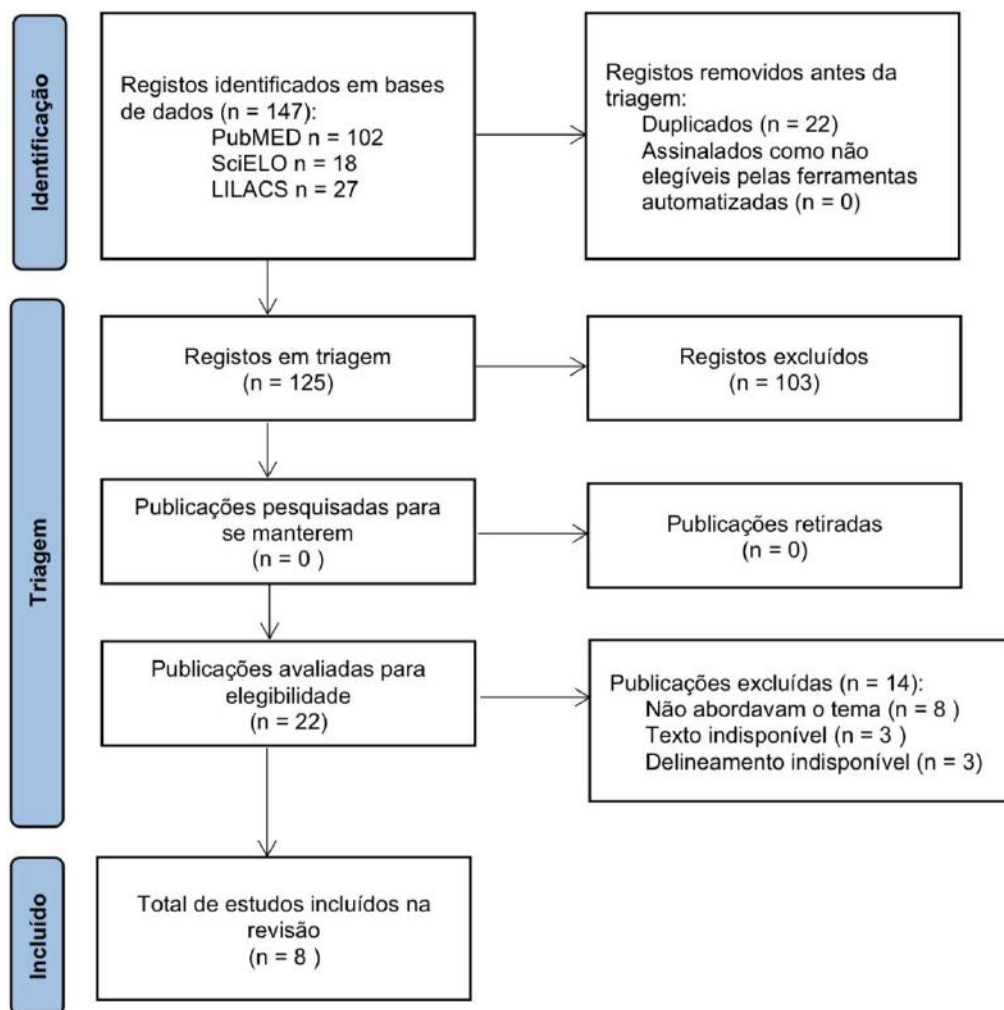 Identificação
Registos identificados em bases
de dados (n = 147):
PubMED n = 102
SciELO n = 18
LILACS n = 27
Registos removidos antes da
triagem:
Duplicados (n = 22)
Assinalados como não
elegíveis pelas ferramentas
automatizadas (n = 0)
Triagem
Registos em triagem
(n = 125)
Registos excluídos
(n = 103)
Publicações pesquisadas para
se manterem
(n = 0 )
Publicações retiradas
(n = 0)
Publicações avaliadas para
elegibilidade
(n = 22)
Publicações excluídas (n = 14):
Não abordavam o tema (n = 8 )
Texto indisponível (n = 3 )
Delineamento indisponível (n = 3)
Incluído
Total de estudos incluídos na
revisão
(n = 8 )